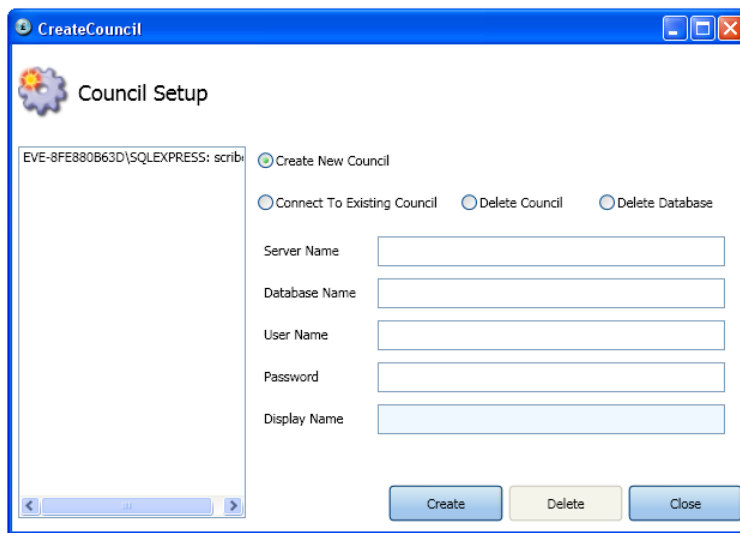 CreateCouncil
Council Setup
EVE-8FE880B63D\SQLEXPRESS: scribe
Create New Council
Connect To Existing Council Delete Council Delete Database
Server Name
Database Name
User Name
Password
Display Name
Create Delete Close